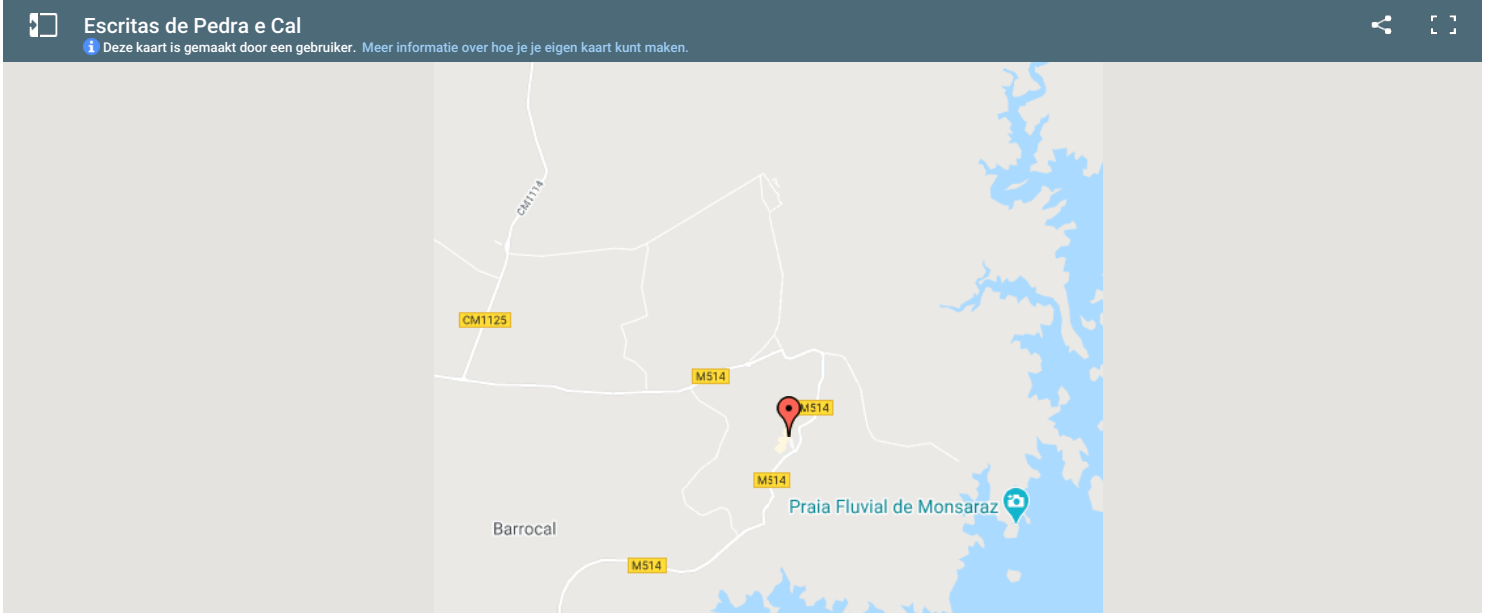 Escritas de Pedra e Cal
Deze kaart is gemaakt door een gebruiker. Meer informatie over hoe je je eigen kaart kunt maken.
CM1114
CM1125
M514
M514
M514
Praia Fluvial de Monsaraz
Barrocal
M514